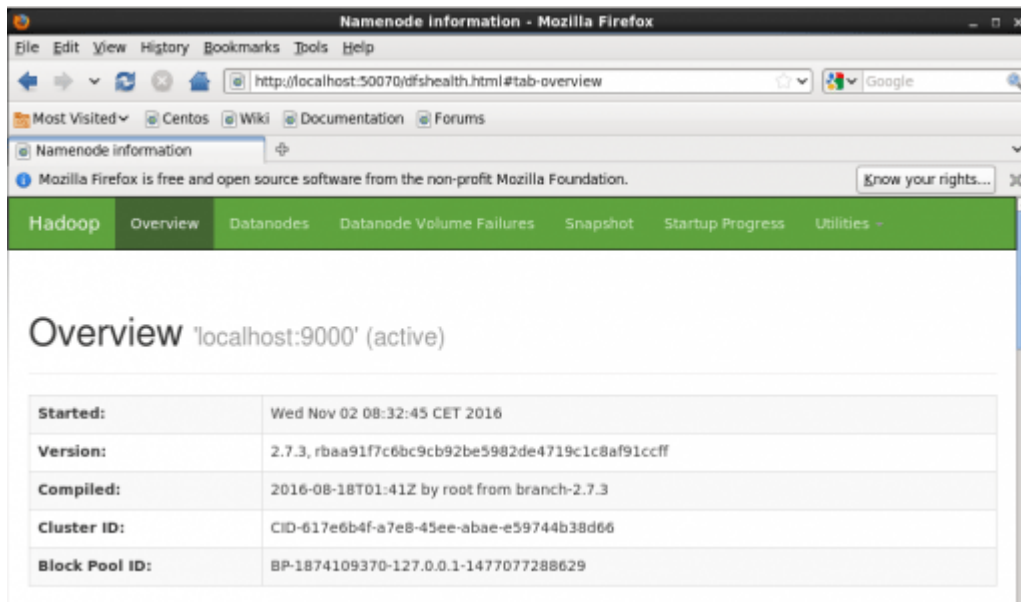 Namenode information - Mozilla Firefox
File Edit View History Bookmarks Tools Help
http://localhost:50070/dfshealth.html#tab-overview Google
Most Visited Centos Wiki Documentation Forums
Namenode information
Mozilla Firefox is free and open source software from the non-profit Mozilla Foundation. Know your rights...
Hadoop Overview Datanodes Datanode Volume Failures Snapshot Startup Progress Utilities
Overview 'localhost:9000' (active)
Started: Wed Nov 02 08:32:45 CET 2016
Version: 2.7.3, rbaa91f7c6bc9cb92be5982de4719c1c8af91ccff
Compiled: 2016-08-18T01:41Z by root from branch-2.7.3
Cluster ID: CID-617e6b4f-a7e8-45ee-abae-e59744b38d66
Block Pool ID: BP-1874109370-127.0.0.1-1477077288629